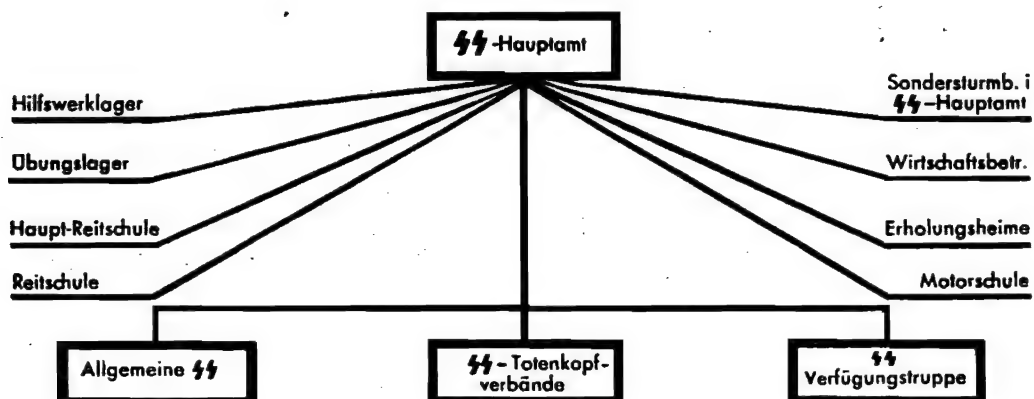 ᛋᛋ-Hauptamt
Hilfswerklager
Übungslager
Haupt-Reitschule
Reitschule
Sondersturmb. i
ᛋᛋ-Hauptamt
Wirtschaftsbetr.
Erholungsheime
Motorschule
Allgemeine ᛋᛋ
ᛋᛋ-Totenkopf-
verbände
ᛋᛋ
Verfügungstruppe